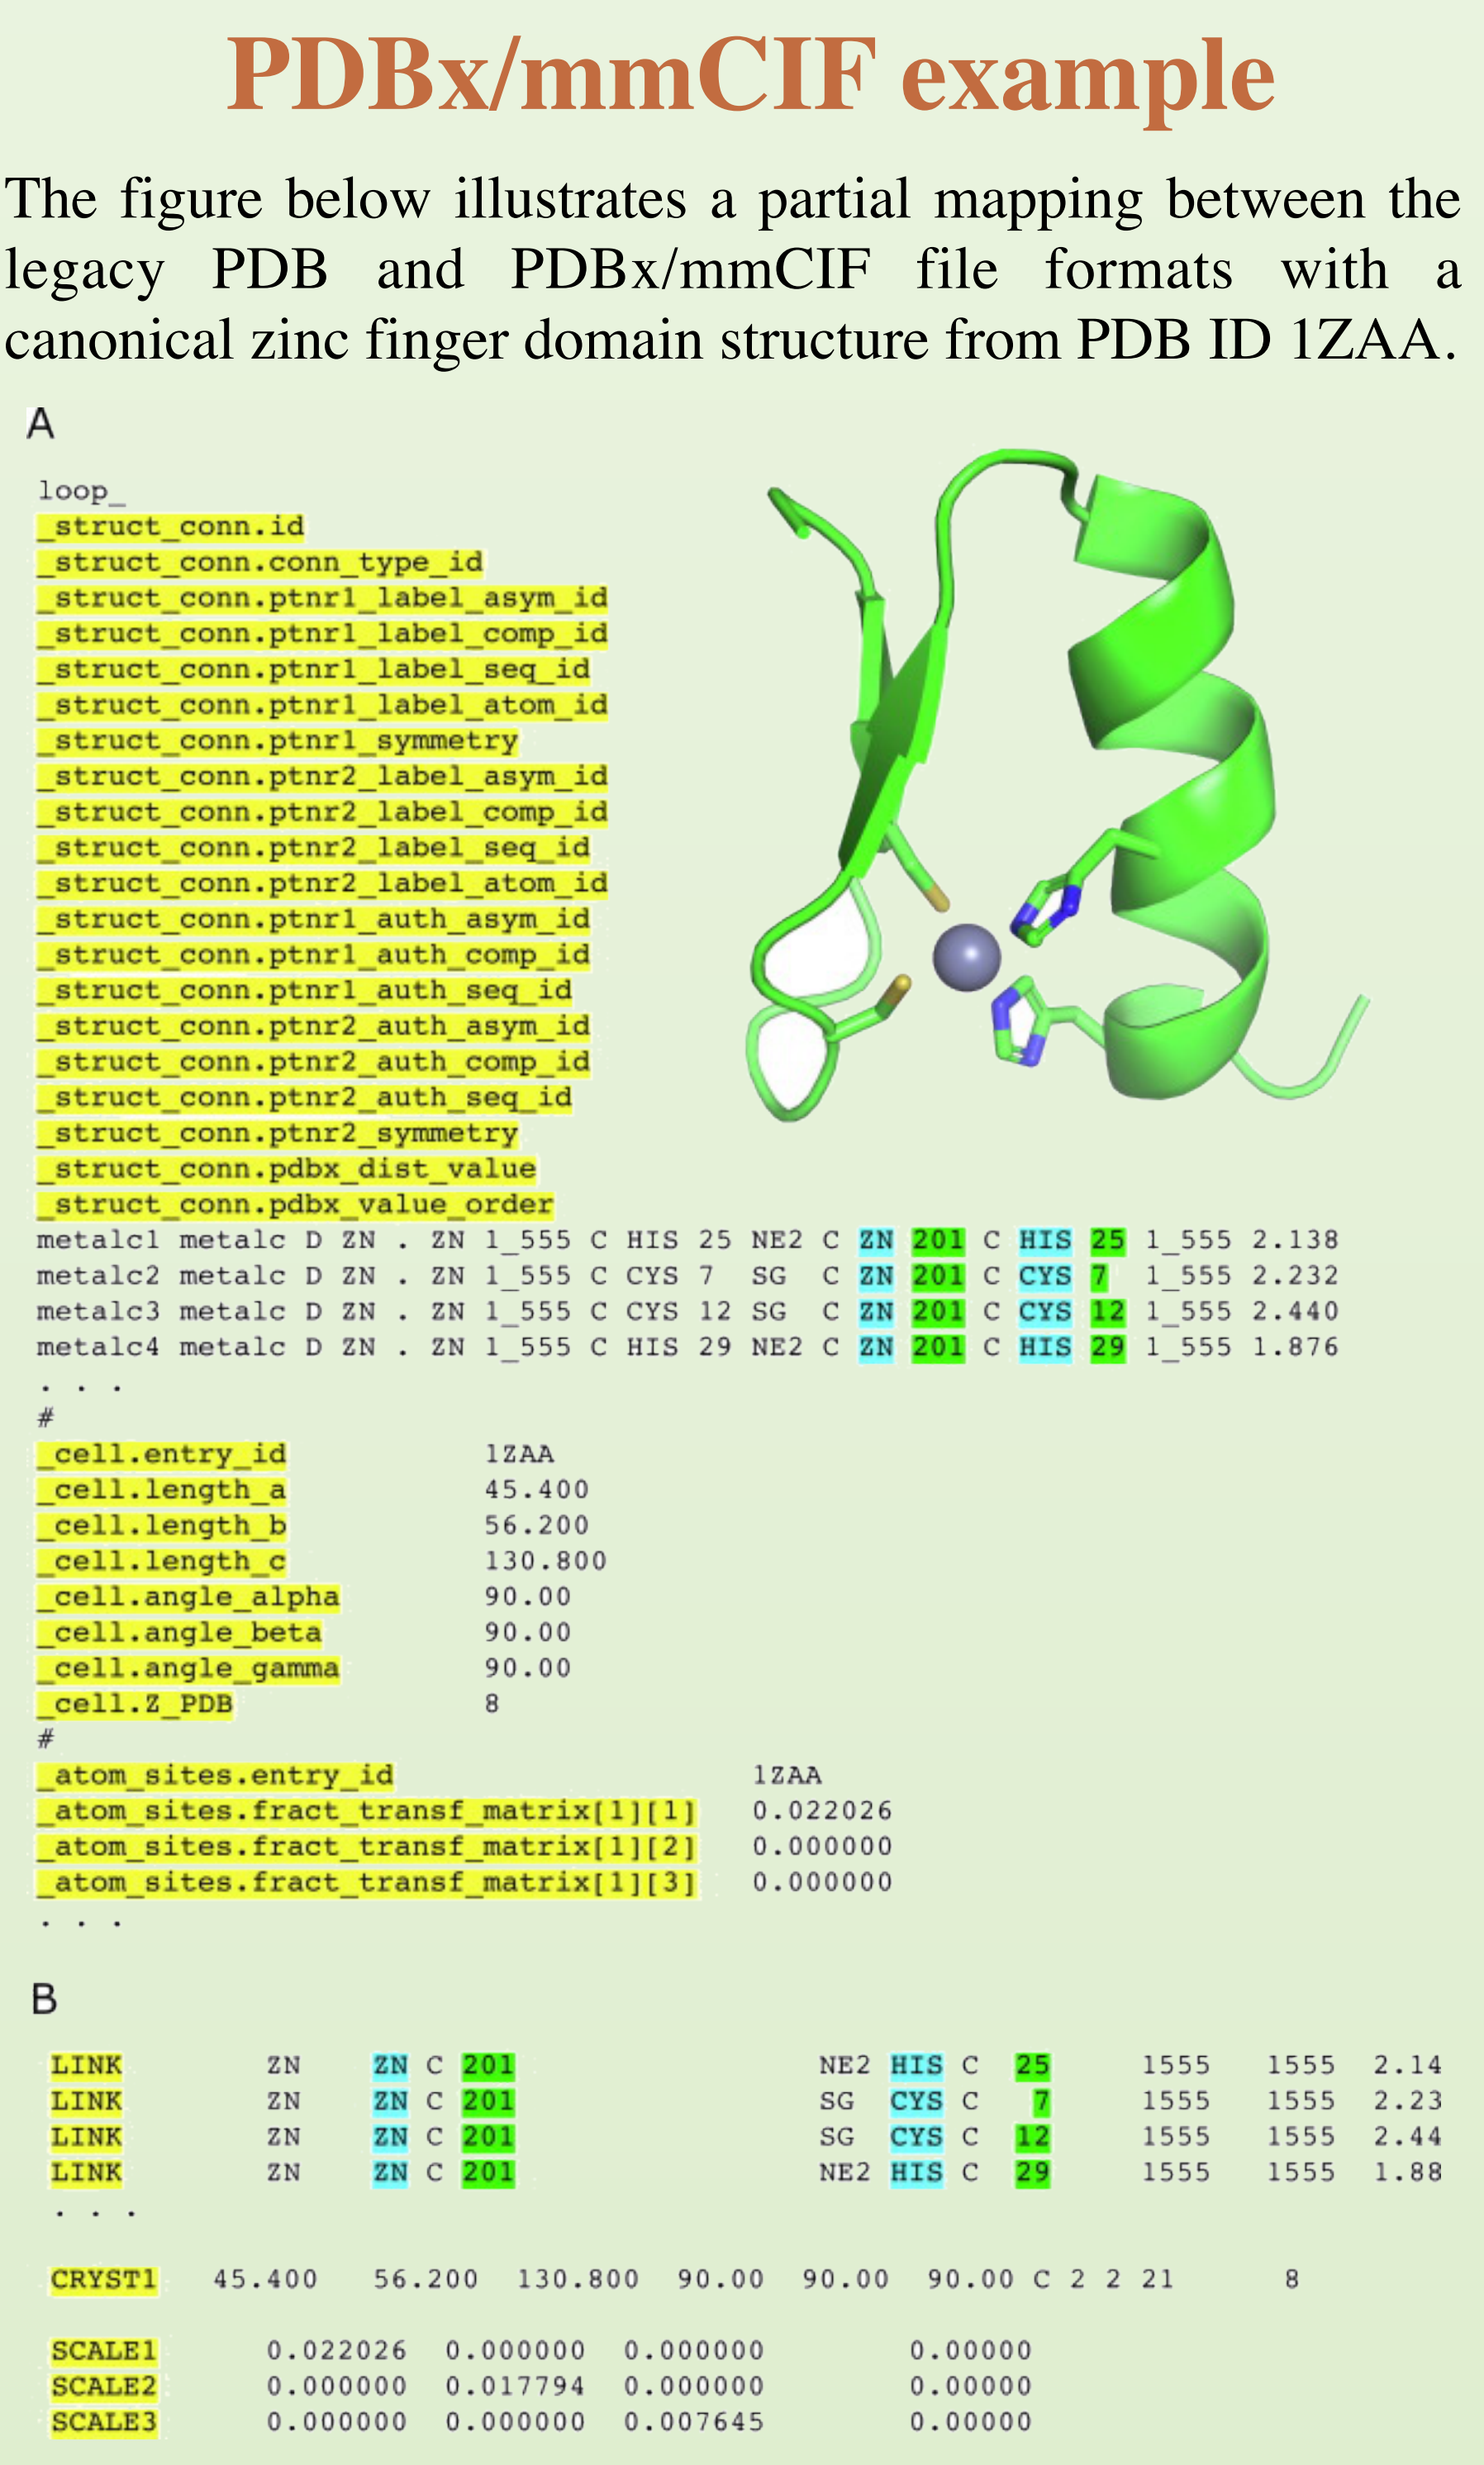 PDBx/mmCIF example
The figure below illustrates a partial mapping between the
legacy PDB and PDBx/mmCIF file formats with a
canonical zinc finger domain structure from PDB ID 1ZAA.
A
loop_
_struct_conn.id
_struct_conn.conn_type_id
_struct_conn.ptnr1_label_asym_id
_struct_conn.ptnr1_label_comp_id
_struct_conn.ptnr1_label_seq_id
_struct_conn.ptnr1_label_atom_id
_struct_conn.ptnr1_symmetry
_struct_conn.ptnr2_label_asym_id
_struct_conn.ptnr2_label_comp_id
_struct_conn.ptnr2_label_seq_id
_struct_conn.ptnr2_label_atom_id
_struct_conn.ptnr1_auth_asym_id
_struct_conn.ptnr1_auth_comp_id
_struct_conn.ptnr1_auth_seq_id
_struct_conn.ptnr2_auth_asym_id
_struct_conn.ptnr2_auth_comp_id
_struct_conn.ptnr2_auth_seq_id
_struct_conn.ptnr2_symmetry
_struct_conn.pdbx_dist_value
_struct_conn.pdbx_value_order
metalc1 metalc D ZN . ZN 1_555 C HIS 25 NE2 C ZN 201 C HIS 25 1_555 2.138
metalc2 metalc D ZN . ZN 1_555 C CYS 7 SG C ZN 201 C CYS 7 1_555 2.232
metalc3 metalc D ZN . ZN 1_555 C CYS 12 SG C ZN 201 C CYS 12 1_555 2.440
metalc4 metalc D ZN . ZN 1_555 C HIS 29 NE2 C ZN 201 C HIS 29 1_555 1.876
. . .
#
_cell.entry_id 1ZAA
_cell.length_a 45.400
_cell.length_b 56.200
_cell.length_c 130.800
_cell.angle_alpha 90.00
_cell.angle_beta 90.00
_cell.angle_gamma 90.00
_cell.Z_PDB 8
#
_atom_sites.entry_id 1ZAA
_atom_sites.fract_transf_matrix[1][1] 0.022026
_atom_sites.fract_transf_matrix[1][2] 0.000000
_atom_sites.fract_transf_matrix[1][3] 0.000000
. . .
B
LINK ZN ZN C 201 NE2 HIS C 25 1555 1555 2.14
LINK ZN ZN C 201 SG CYS C 7 1555 1555 2.23
LINK ZN ZN C 201 SG CYS C 12 1555 1555 2.44
LINK ZN ZN C 201 NE2 HIS C 29 1555 1555 1.88
. . .
CRYST1 45.400 56.200 130.800 90.00 90.00 90.00 C 2 2 21 8
SCALE1 0.022026 0.000000 0.000000 0.00000
SCALE2 0.000000 0.017794 0.000000 0.00000
SCALE3 0.000000 0.000000 0.007645 0.00000